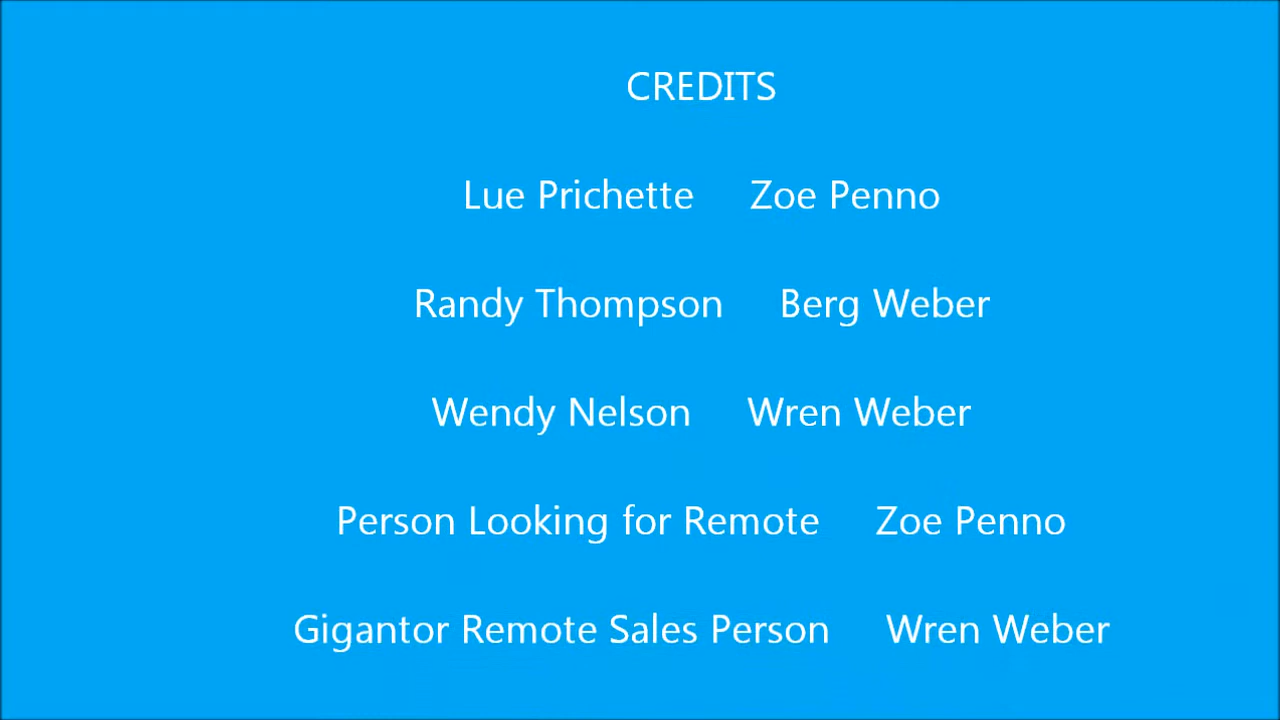 CREDITS
Lue Prichette Zoe Penno
Randy Thompson Berg Weber
Wendy Nelson Wren Weber
Person Looking for Remote Zoe Penno
Gigantor Remote Sales Person Wren Weber